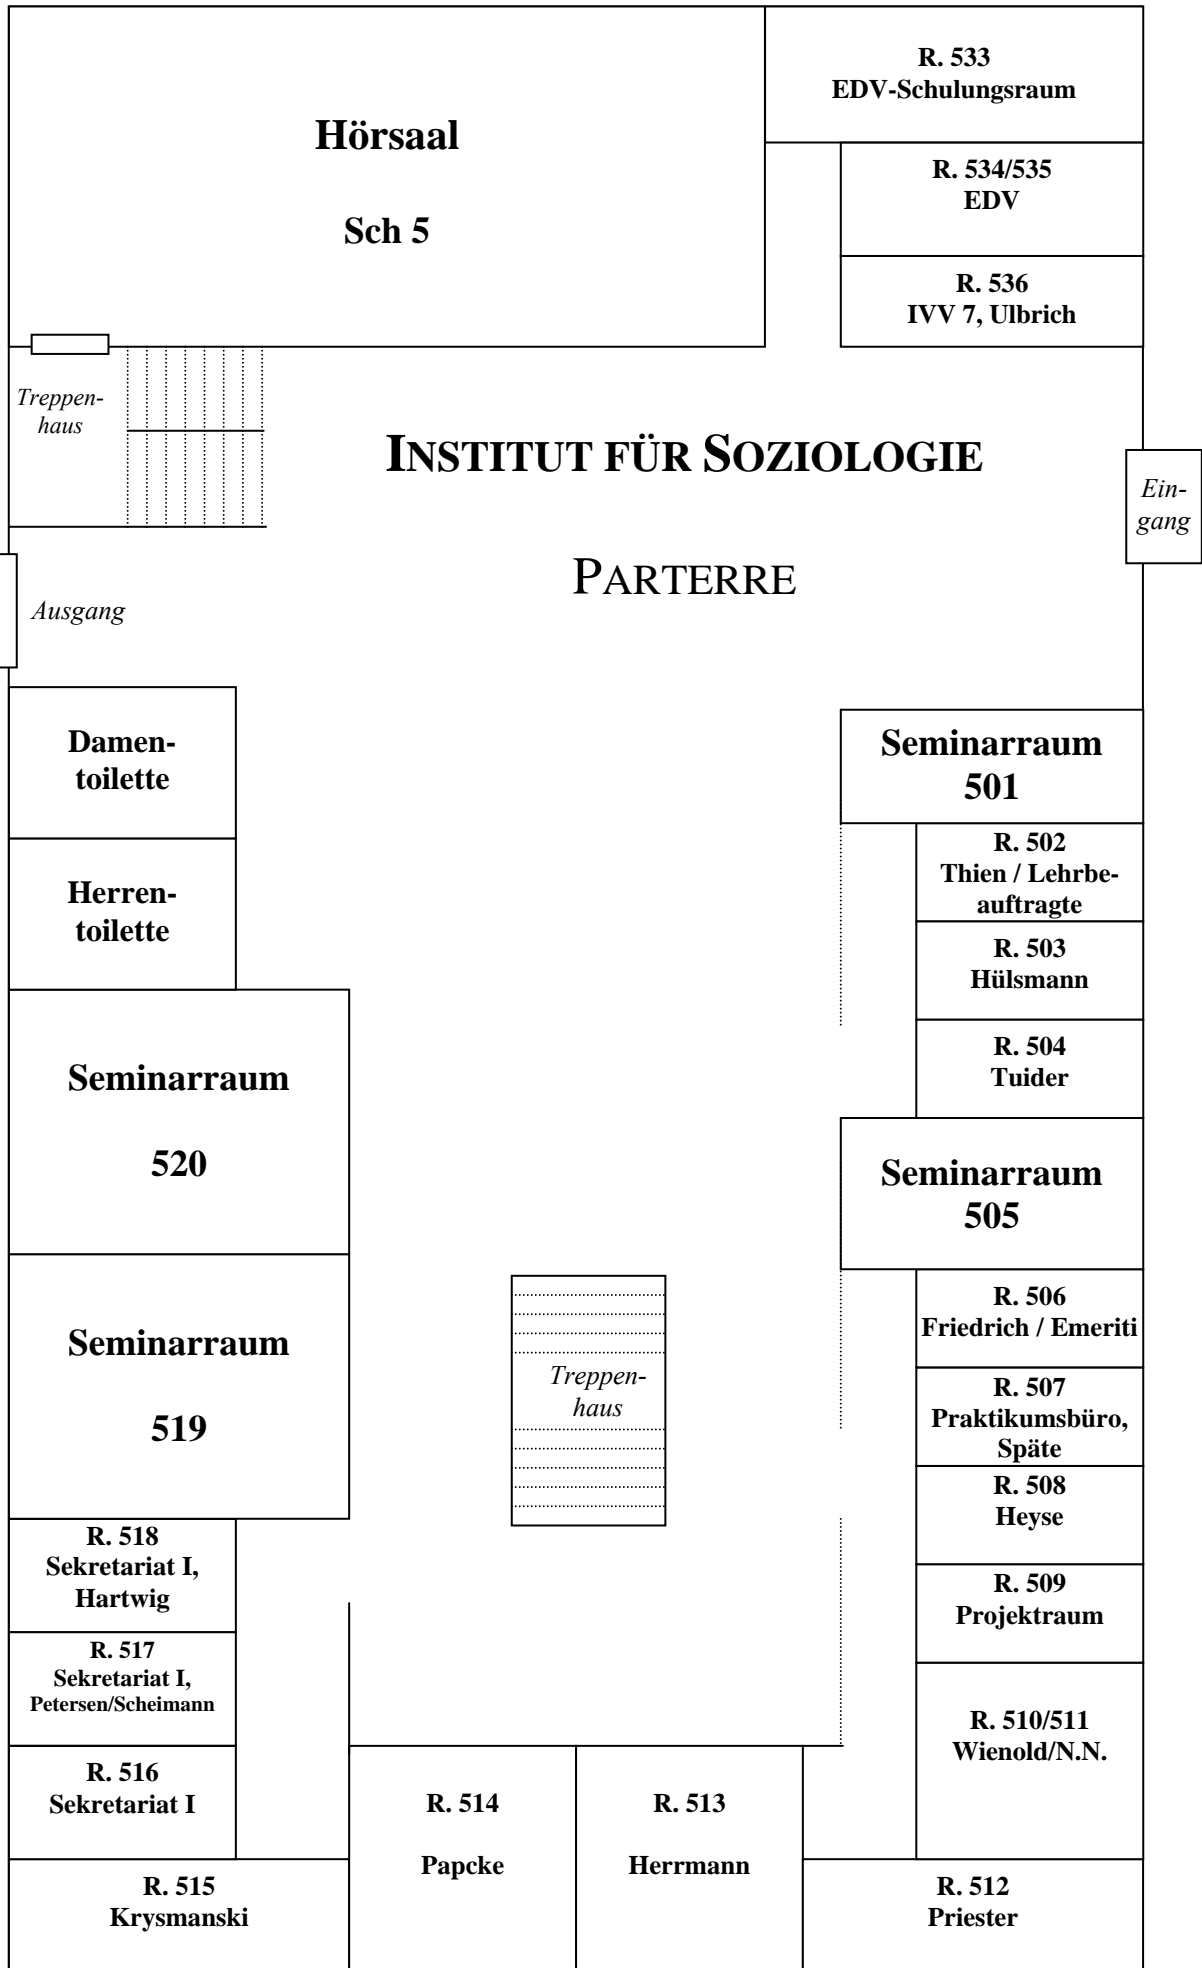 R. 533
EDV-Schulungsraum
Hörsaal
Sch 5
R. 534/535
EDV
R. 536
IVV 7, Ulbrich
Treppen-
haus
INSTITUT FÜR SOZIOLOGIE
PARTERRE
Ein-
gang
Ausgang
Damen-
toilette
Herren-
toilette
Seminarraum
520
Seminarraum
519
Seminarraum
501
R. 502
Thien / Lehrbe-
auftragte
R. 503
Hülsmann
R. 504
Tuider
Seminarraum
505
R. 506
Friedrich / Emeriti
R. 507
Praktikumsbüro,
Späte
R. 508
Heyse
R. 509
Projektraum
R. 510/511
Wienold/N.N.
Treppen-
haus
R. 518
Sekretariat I,
Hartwig
R. 517
Sekretariat I,
Petersen/Scheimann
R. 516
Sekretariat I
R. 515
Krysmanski
R. 514
Papcke
R. 513
Herrmann
R. 512
Priester